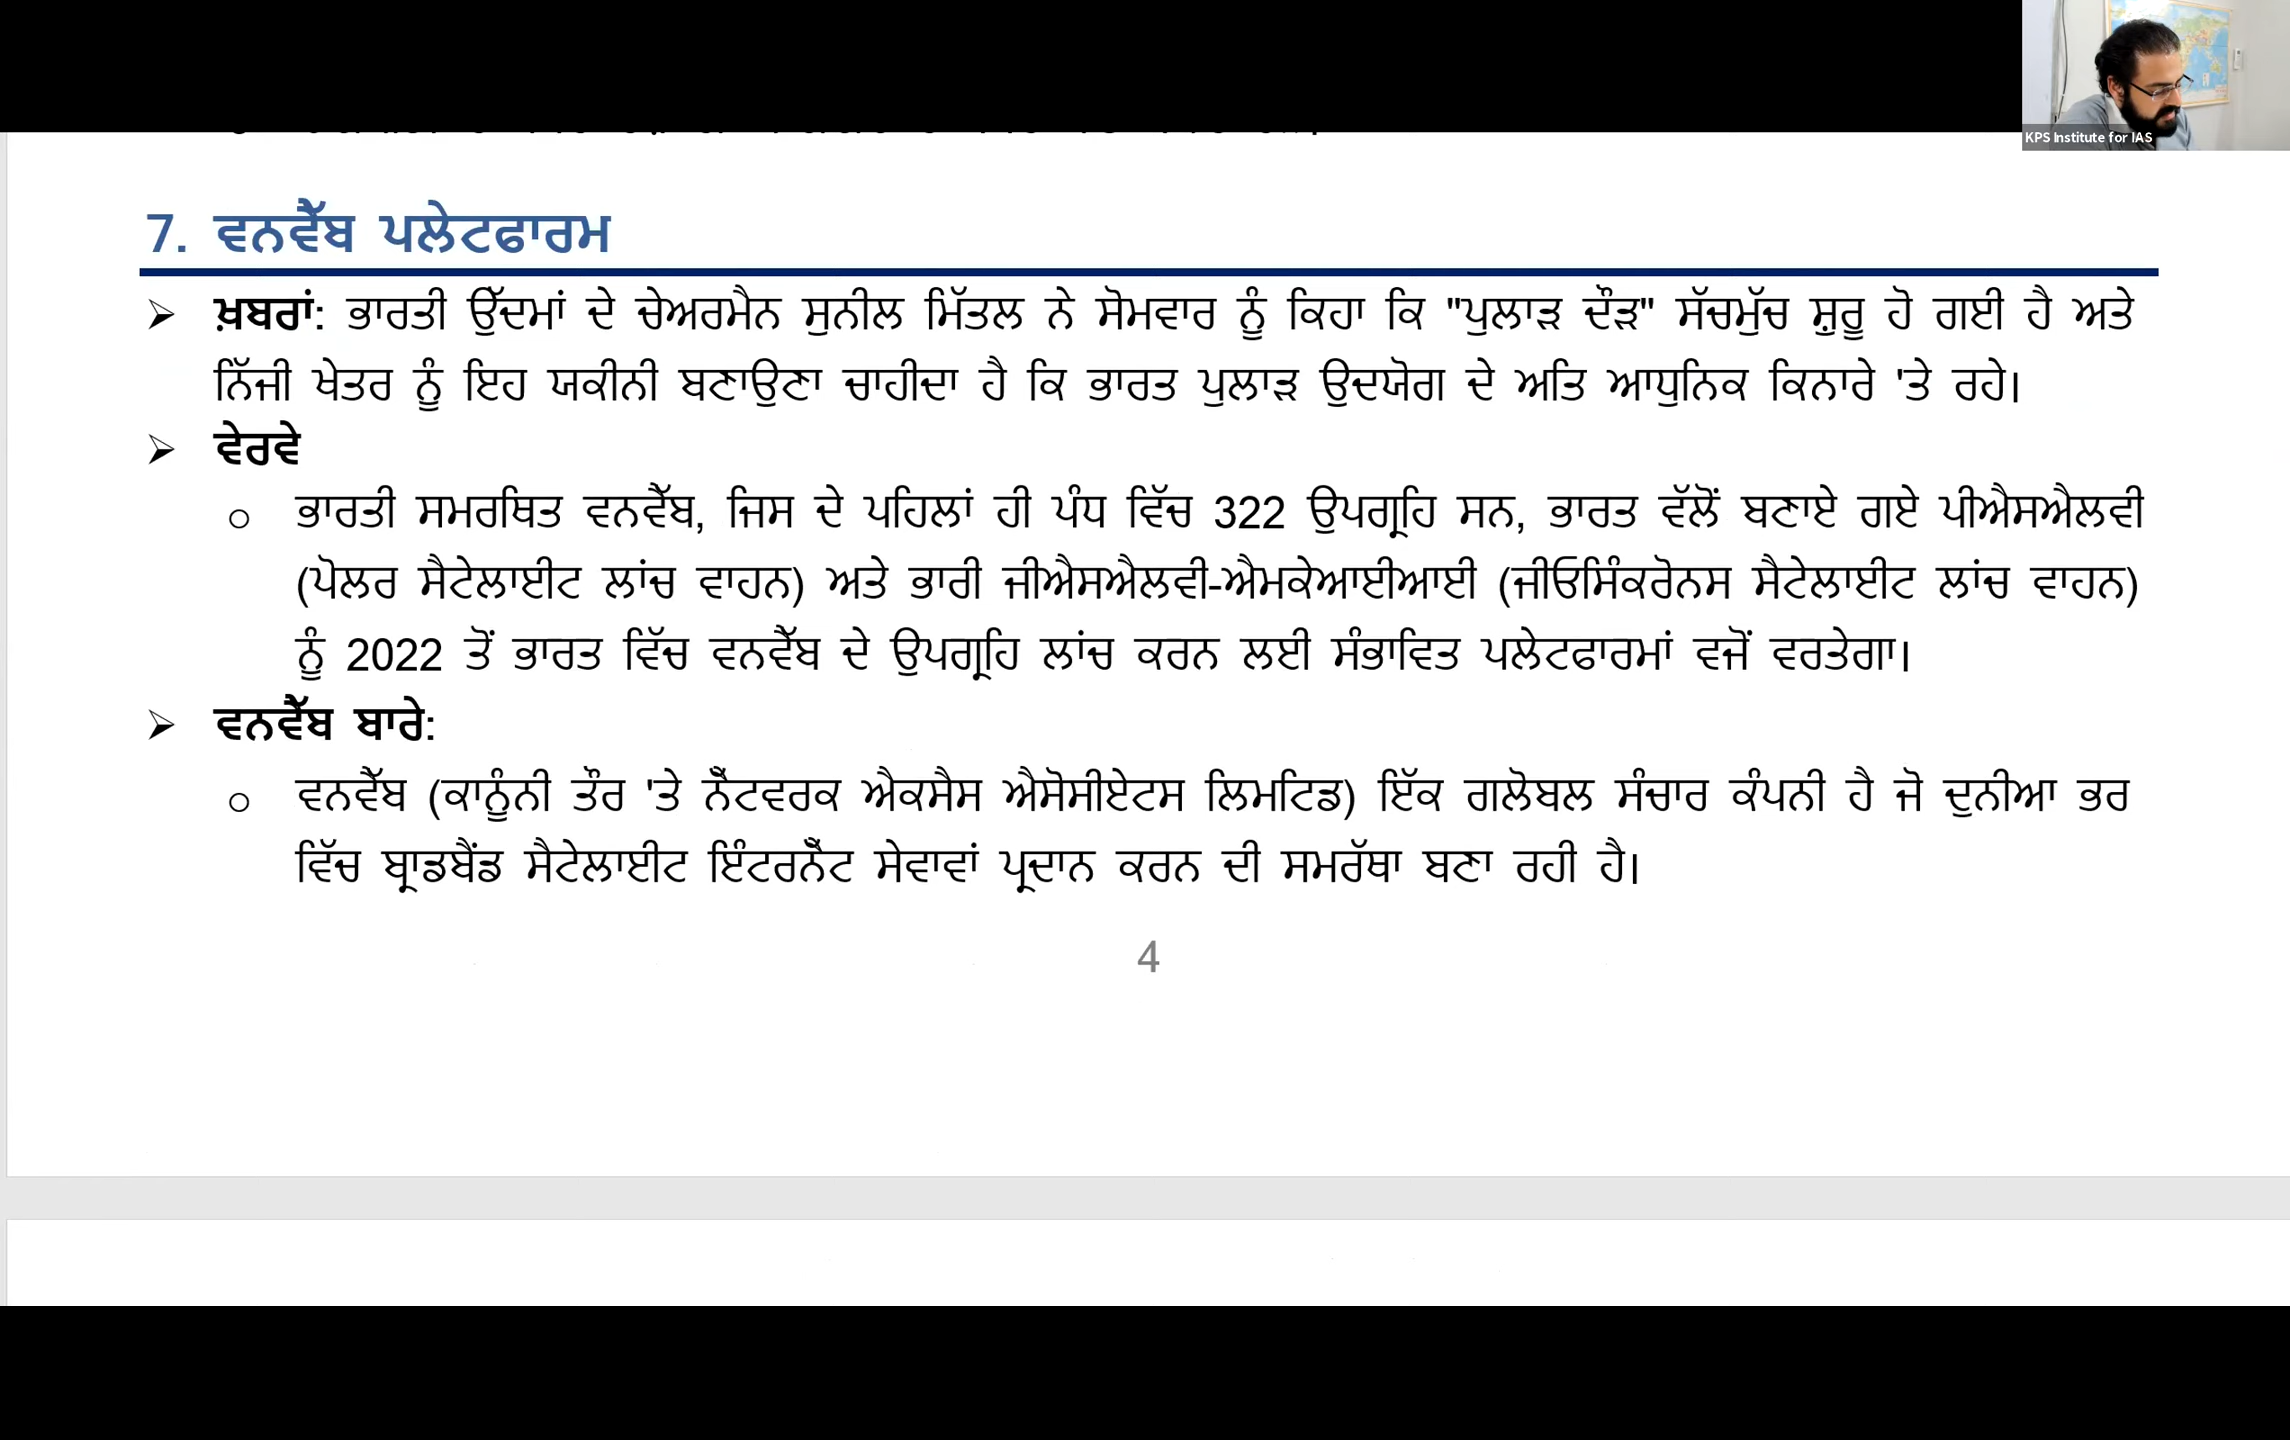 KPS Institute for IAS
7. ਵਨਵੈੱਬ ਪਲੇਟਫਾਰਮ
➢ ਖ਼ਬਰਾਂ: ਭਾਰਤੀ ਉੱਦਮਾਂ ਦੇ ਚੇਅਰਮੈਨ ਸੁਨੀਲ ਮਿੱਤਲ ਨੇ ਸੋਮਵਾਰ ਨੂੰ ਕਿਹਾ ਕਿ "ਪੁਲਾੜ ਦੌੜ" ਸੱਚਮੁੱਚ ਸ਼ੁਰੂ ਹੋ ਗਈ ਹੈ ਅਤੇ
ਨਿੱਜੀ ਖੇਤਰ ਨੂੰ ਇਹ ਯਕੀਨੀ ਬਣਾਉਣਾ ਚਾਹੀਦਾ ਹੈ ਕਿ ਭਾਰਤ ਪੁਲਾੜ ਉਦਯੋਗ ਦੇ ਅਤਿ ਆਧੁਨਿਕ ਕਿਨਾਰੇ 'ਤੇ ਰਹੇ।
➢ ਵੇਰਵੇ
o ਭਾਰਤੀ ਸਮਰਥਿਤ ਵਨਵੈੱਬ, ਜਿਸ ਦੇ ਪਹਿਲਾਂ ਹੀ ਪੰਧ ਵਿੱਚ 322 ਉਪਗ੍ਰਹਿ ਸਨ, ਭਾਰਤ ਵੱਲੋਂ ਬਣਾਏ ਗਏ ਪੀਐਸਐਲਵੀ
(ਪੋਲਰ ਸੈਟੇਲਾਈਟ ਲਾਂਚ ਵਾਹਨ) ਅਤੇ ਭਾਰੀ ਜੀਐਸਐਲਵੀ-ਐਮਕੇਆਈਆਈ (ਜੀਓਸਿੰਕਰੋਨਸ ਸੈਟੇਲਾਈਟ ਲਾਂਚ ਵਾਹਨ)
ਨੂੰ 2022 ਤੋਂ ਭਾਰਤ ਵਿੱਚ ਵਨਵੈੱਬ ਦੇ ਉਪਗ੍ਰਹਿ ਲਾਂਚ ਕਰਨ ਲਈ ਸੰਭਾਵਿਤ ਪਲੇਟਫਾਰਮਾਂ ਵਜੋਂ ਵਰਤੇਗਾ।
➢ ਵਨਵੈੱਬ ਬਾਰੇ:
o ਵਨਵੈੱਬ (ਕਾਨੂੰਨੀ ਤੌਰ 'ਤੇ ਨੈੱਟਵਰਕ ਐਕਸੈਸ ਐਸੋਸੀਏਟਸ ਲਿਮਟਿਡ) ਇੱਕ ਗਲੋਬਲ ਸੰਚਾਰ ਕੰਪਨੀ ਹੈ ਜੋ ਦੁਨੀਆ ਭਰ
ਵਿੱਚ ਬ੍ਰਾਡਬੈਂਡ ਸੈਟੇਲਾਈਟ ਇੰਟਰਨੈੱਟ ਸੇਵਾਵਾਂ ਪ੍ਰਦਾਨ ਕਰਨ ਦੀ ਸਮਰੱਥਾ ਬਣਾ ਰਹੀ ਹੈ।
4